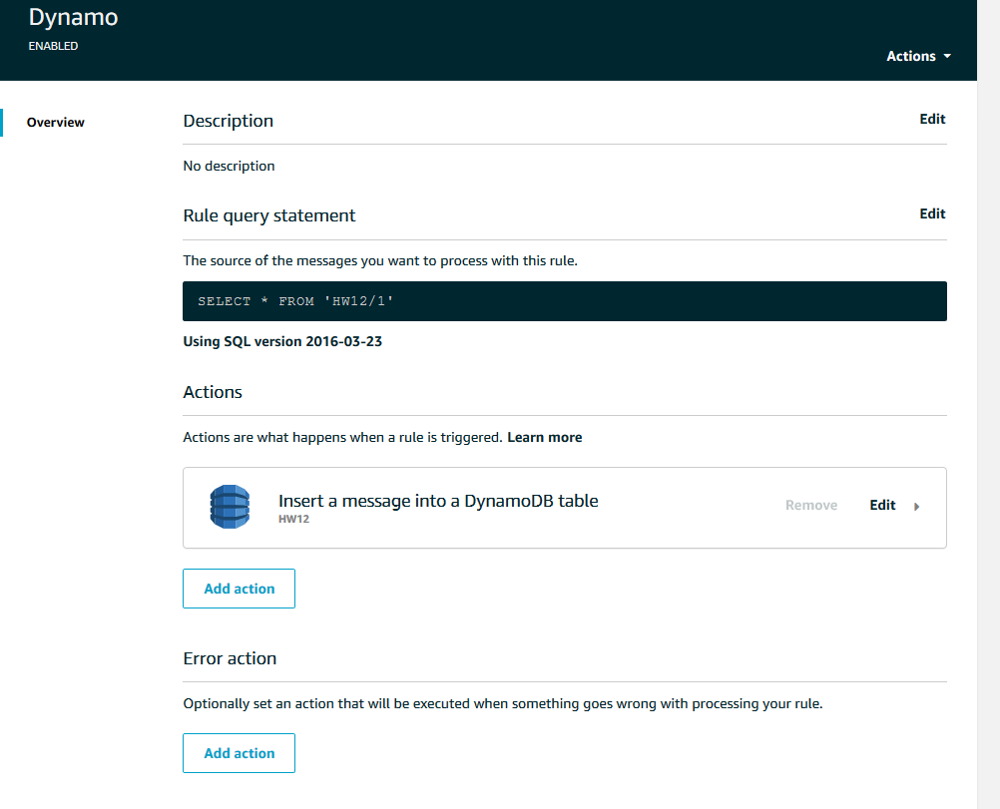 Dynamo
ENABLED
Actions
Overview
Description
Edit
No description
Rule query statement
Edit
The source of the messages you want to process with this rule.
SELECT * FROM 'HW12/1'
Using SQL version 2016-03-23
Actions
Actions are what happens when a rule is triggered. Learn more
Insert a message into a DynamoDB table
HW12
Remove
Edit
Add action
Error action
Optionally set an action that will be executed when something goes wrong with processing your rule.
Add action